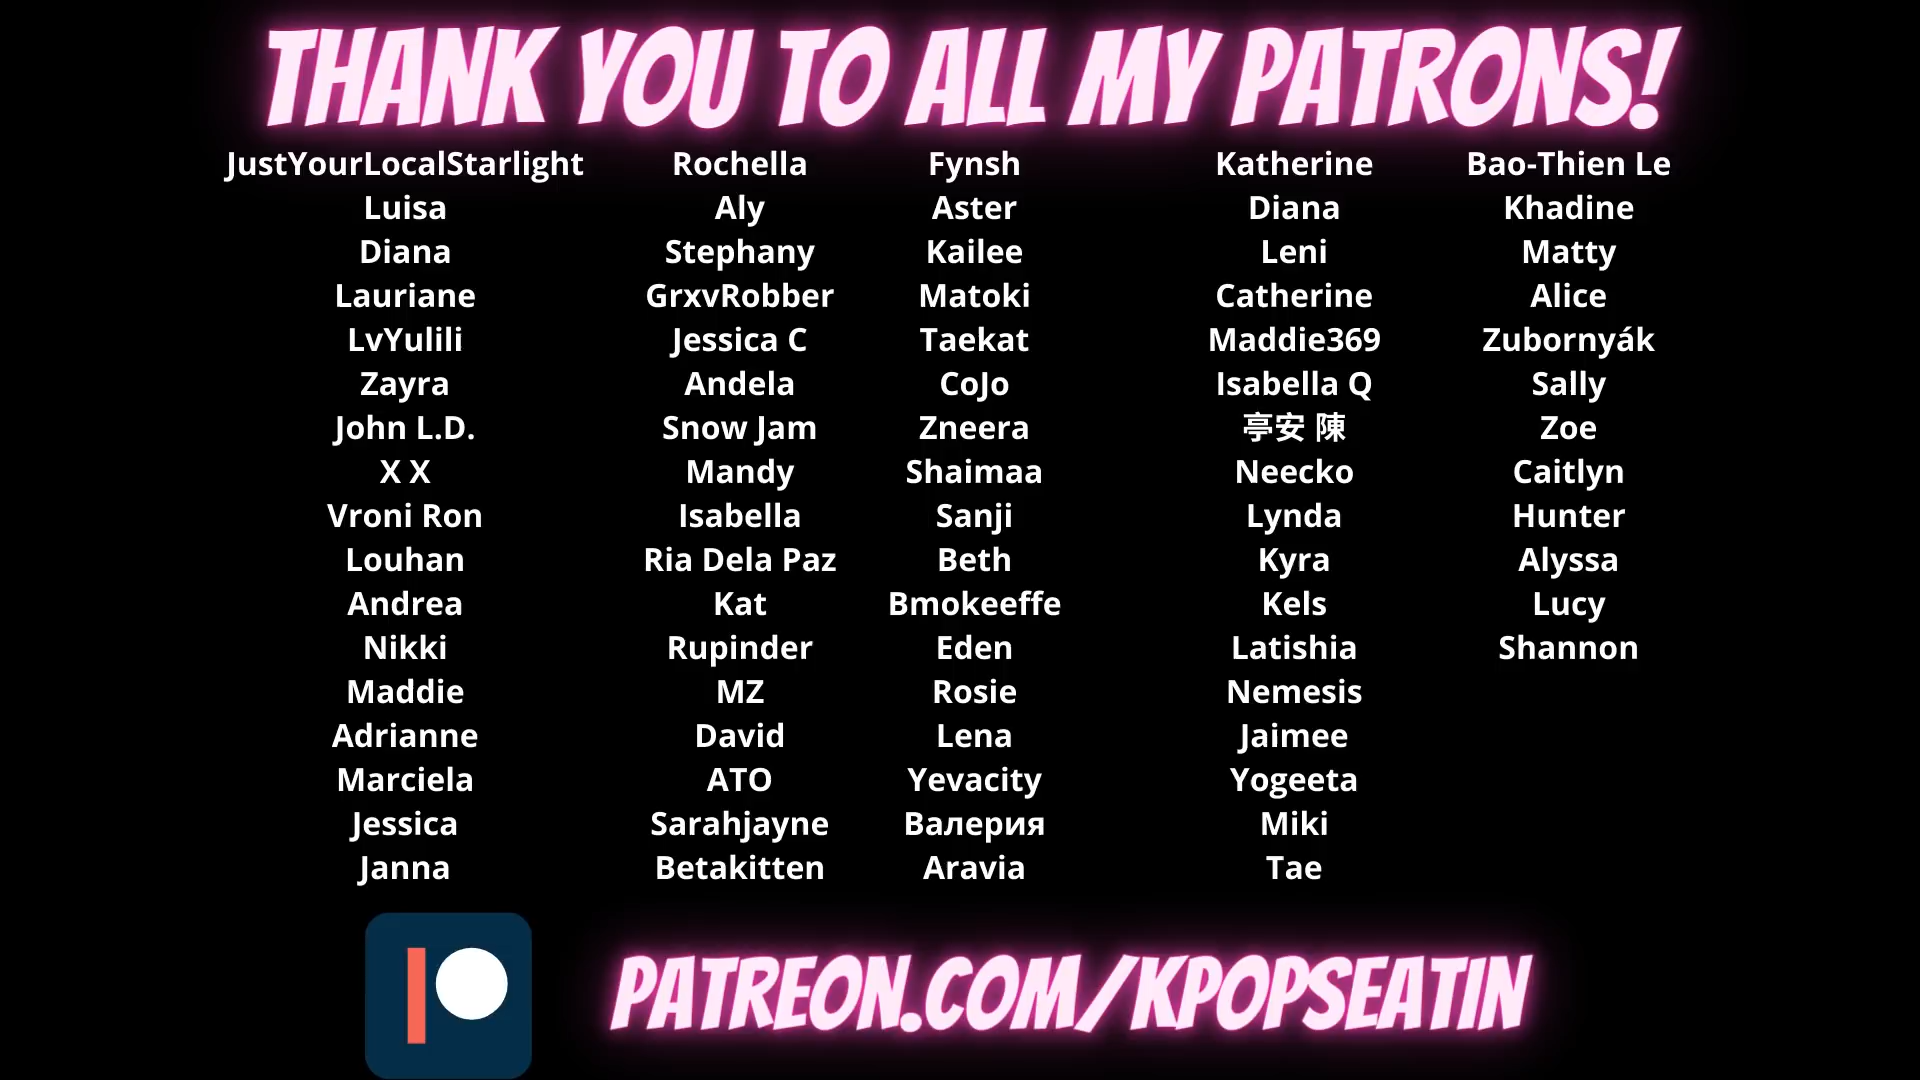 THANK YOU TO ALL MY PATRONS!
JustYourLocalStarlight
Luisa
Diana
Lauriane
LvYulili
Zayra
John L.D.
X X
Vroni Ron
Louhan
Andrea
Nikki
Maddie
Adrianne
Marciela
Jessica
Janna
Rochella
Aly
Stephany
GrxvRobber
Jessica C
Andela
Snow Jam
Mandy
Isabella
Ria Dela Paz
Kat
Rupinder
MZ
David
ATO
Sarahjayne
Betakitten
Fynsh
Aster
Kailee
Matoki
Taekat
CoJo
Zneera
Shaimaa
Sanji
Beth
Bmokeeffe
Eden
Rosie
Lena
Yevacity
Валерия
Aravia
Katherine
Diana
Leni
Catherine
Maddie369
Isabella Q
亭安 陳
Neecko
Lynda
Kyra
Kels
Latishia
Nemesis
Jaimee
Yogeeta
Miki
Tae
Bao-Thien Le
Khadine
Matty
Alice
Zubornyák
Sally
Zoe
Caitlyn
Hunter
Alyssa
Lucy
Shannon
PATREON.COM/KPOPSEATIN